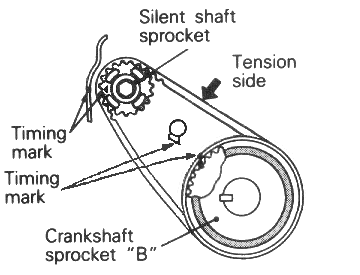 Silent shaft
sprocket
Tension
side
Timing
mark
Timing
mark
Crankshaft
sprocket "B"